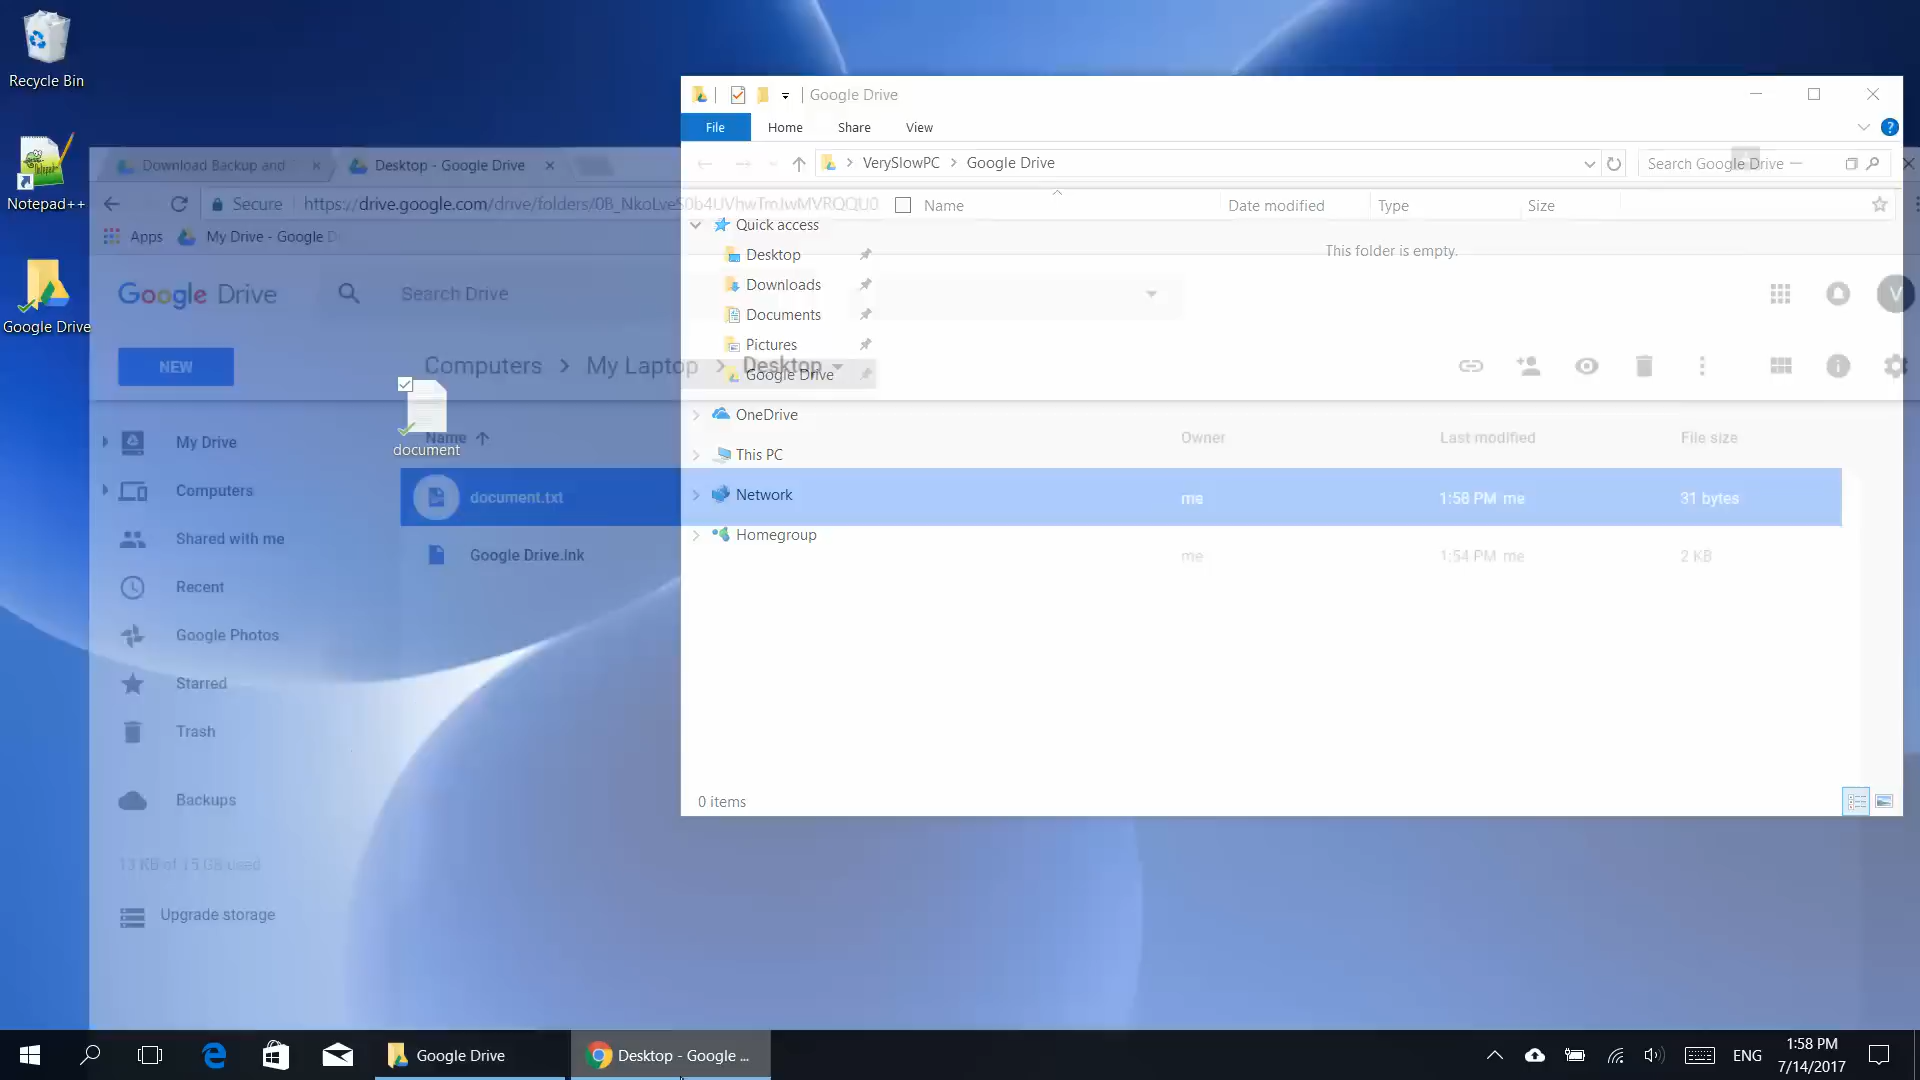 Recycle Bin
Notepad++
Google Drive
Google Drive
File
Home
Share
View
VerySlowPC
Google Drive
Search Google Drive
Name
Date modified
Type
Size
This folder is empty.
Quick access
Desktop
Downloads
Documents
Pictures
Google Drive
OneDrive
This PC
Network
Homegroup
0 items
Download Backup and
Desktop - Google Drive
Secure
https://drive.google.com/drive/folders/
Apps
My Drive - Google D
Google Drive
Search Drive
V
NEW
Computers > My Laptop > Desktop
My Drive
Computers
Shared with me
Recent
Google Photos
Starred
Trash
Backups
13 KB of 15 GB used
Upgrade storage
document
Name
Owner
Last modified
File size
document.txt
me
1:58 PM me
31 bytes
Google Drive.lnk
me
1:54 PM me
2 KB
Google Drive
Desktop - Google ...
ENG
1:58 PM
7/14/2017